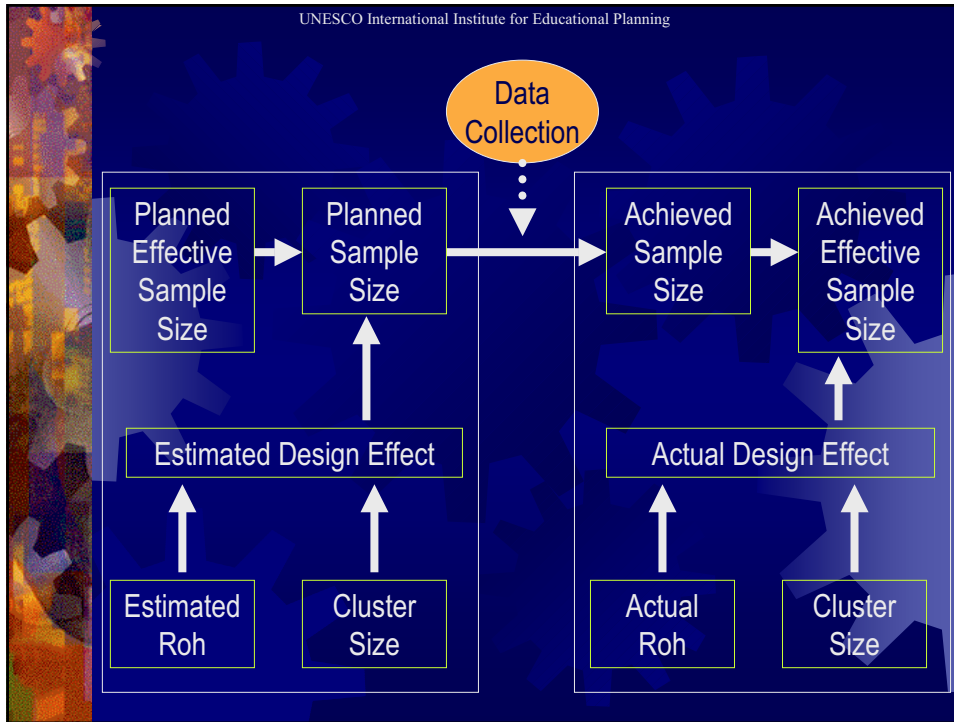 UNESCO International Institute for Educational Planning
Data
Collection
Planned
Effective
Sample
Size
Planned
Sample
Size
Achieved
Sample
Size
Achieved
Effective
Sample
Size
Estimated Design Effect
Actual Design Effect
Estimated
Roh
Cluster
Size
Actual
Roh
Cluster
Size